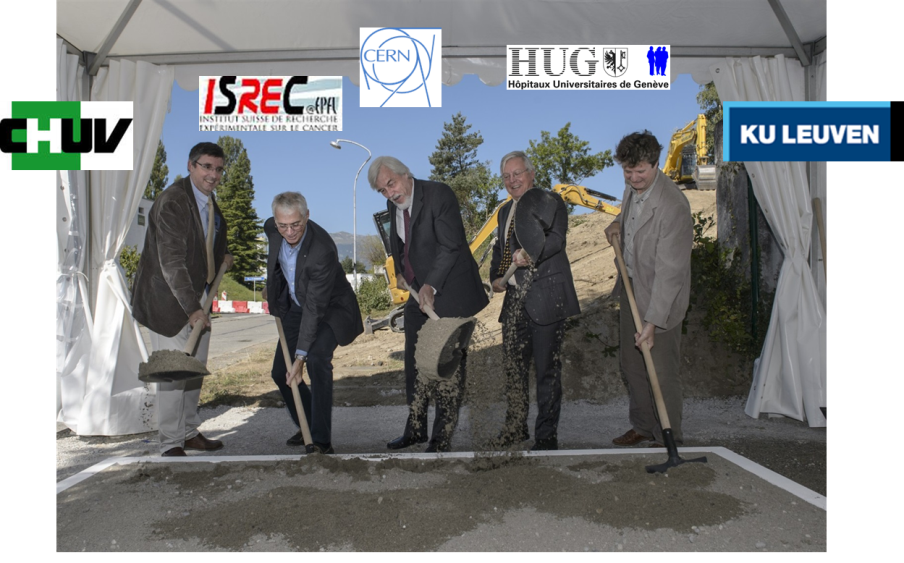 CERN
HUG
Hôpitaux Universitaires de Genève
ISREC
@EPFL
INSTITUT SUISSE DE RECHERCHE
EXPÉRIMENTALE SUR LE CANCER
CHUV
KU LEUVEN